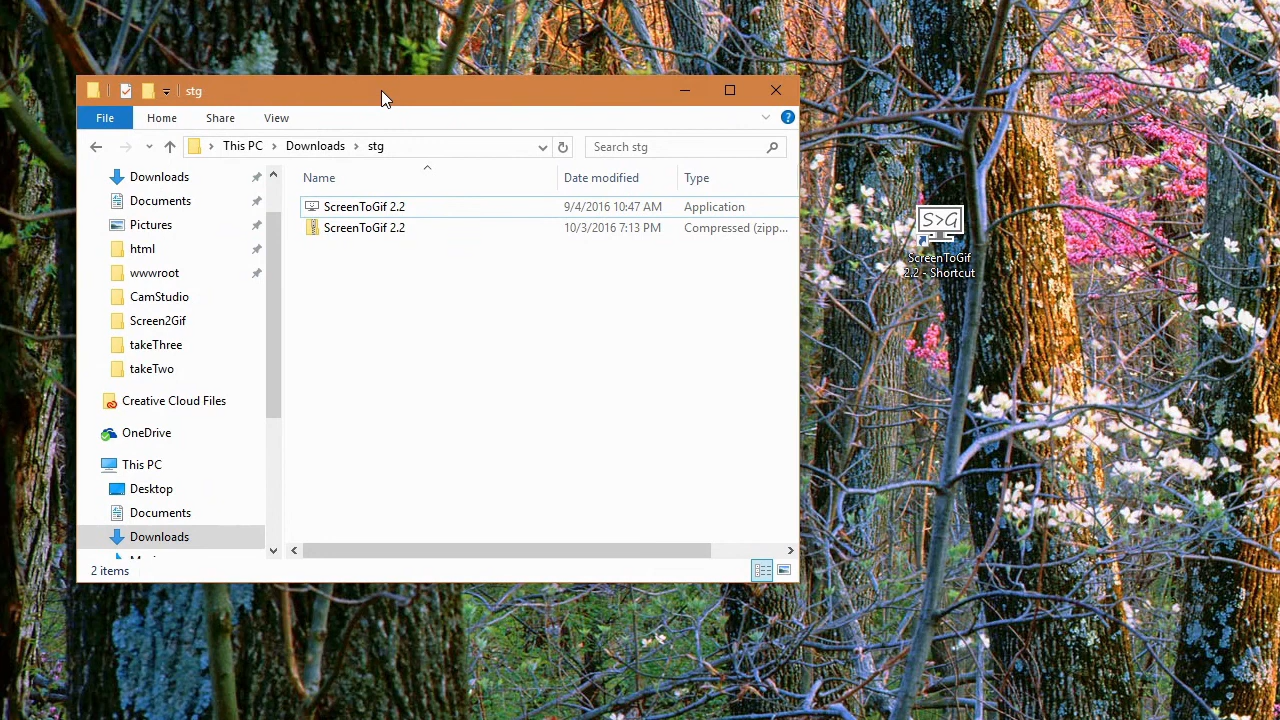 stg
File Home Share View
This PC Downloads stg
Search stg
Name Date modified Type
ScreenToGif 2.2 9/4/2016 10:47 AM Application
ScreenToGif 2.2 10/3/2016 7:13 PM Compressed (zipp...
Downloads
Documents
Pictures
html
wwwroot
CamStudio
Screen2Gif
takeThree
takeTwo
Creative Cloud Files
OneDrive
This PC
Desktop
Documents
Downloads
2 items
S>G
ScreenToGif
2.2 - Shortcut